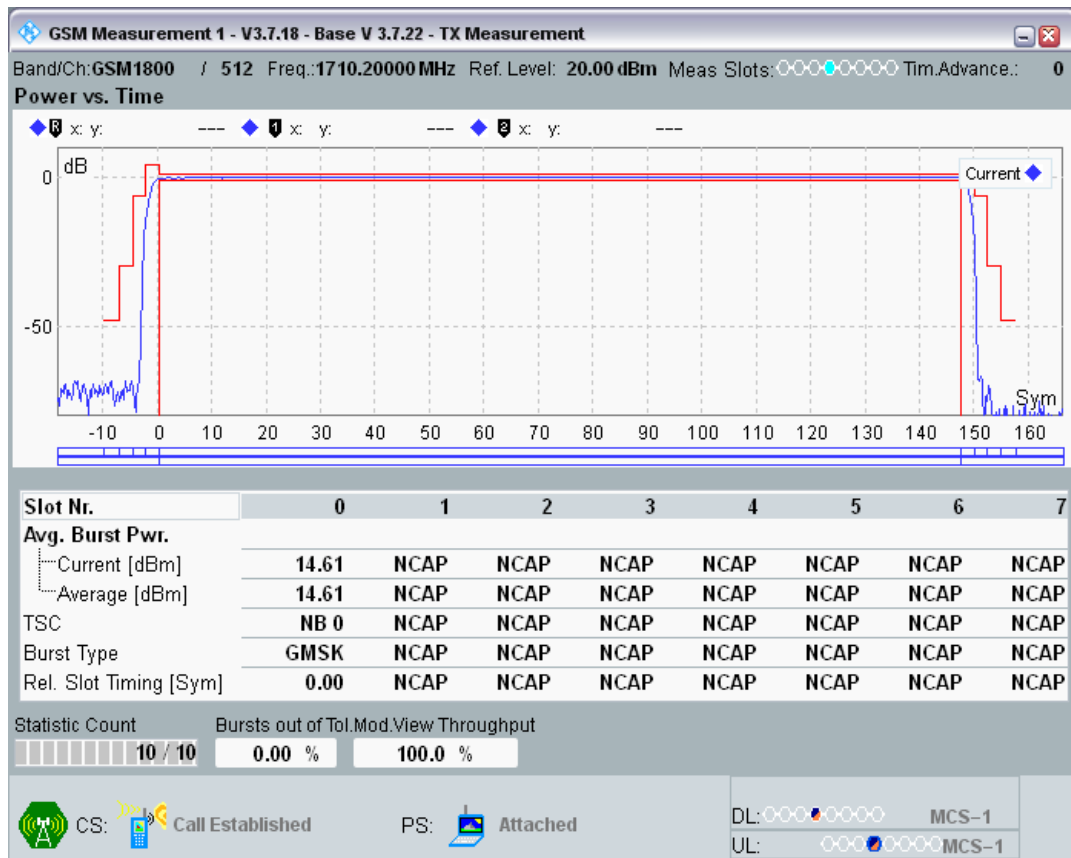 GSM Measurement 1 - V3.7.18 - Base V 3.7.22 - TX Measurement
Band/Ch:GSM1800 / 512 Freq.:1710.20000 MHz Ref. Level: 20.00 dBm Meas Slots: Tim.Advance.: 0
Power vs. Time
R x: y: --- 1 x: y: --- 2 x: y: ---
dB
0
Current
-50
Sym
-10 0 10 20 30 40 50 60 70 80 90 100 110 120 130 140 150 160
Slot Nr. 0 1 2 3 4 5 6 7
Avg. Burst Pwr.
Current [dBm] 14.61 NCAP NCAP NCAP NCAP NCAP NCAP NCAP
Average [dBm] 14.61 NCAP NCAP NCAP NCAP NCAP NCAP NCAP
TSC NB 0 NCAP NCAP NCAP NCAP NCAP NCAP NCAP
Burst Type GMSK NCAP NCAP NCAP NCAP NCAP NCAP NCAP
Rel. Slot Timing [Sym] 0.00 NCAP NCAP NCAP NCAP NCAP NCAP NCAP
Statistic Count Bursts out of Tol. Mod.View Throughput
10 / 10 0.00 % 100.0 %
CS: Call Established PS: Attached
DL: MCS-1
UL: MCS-1